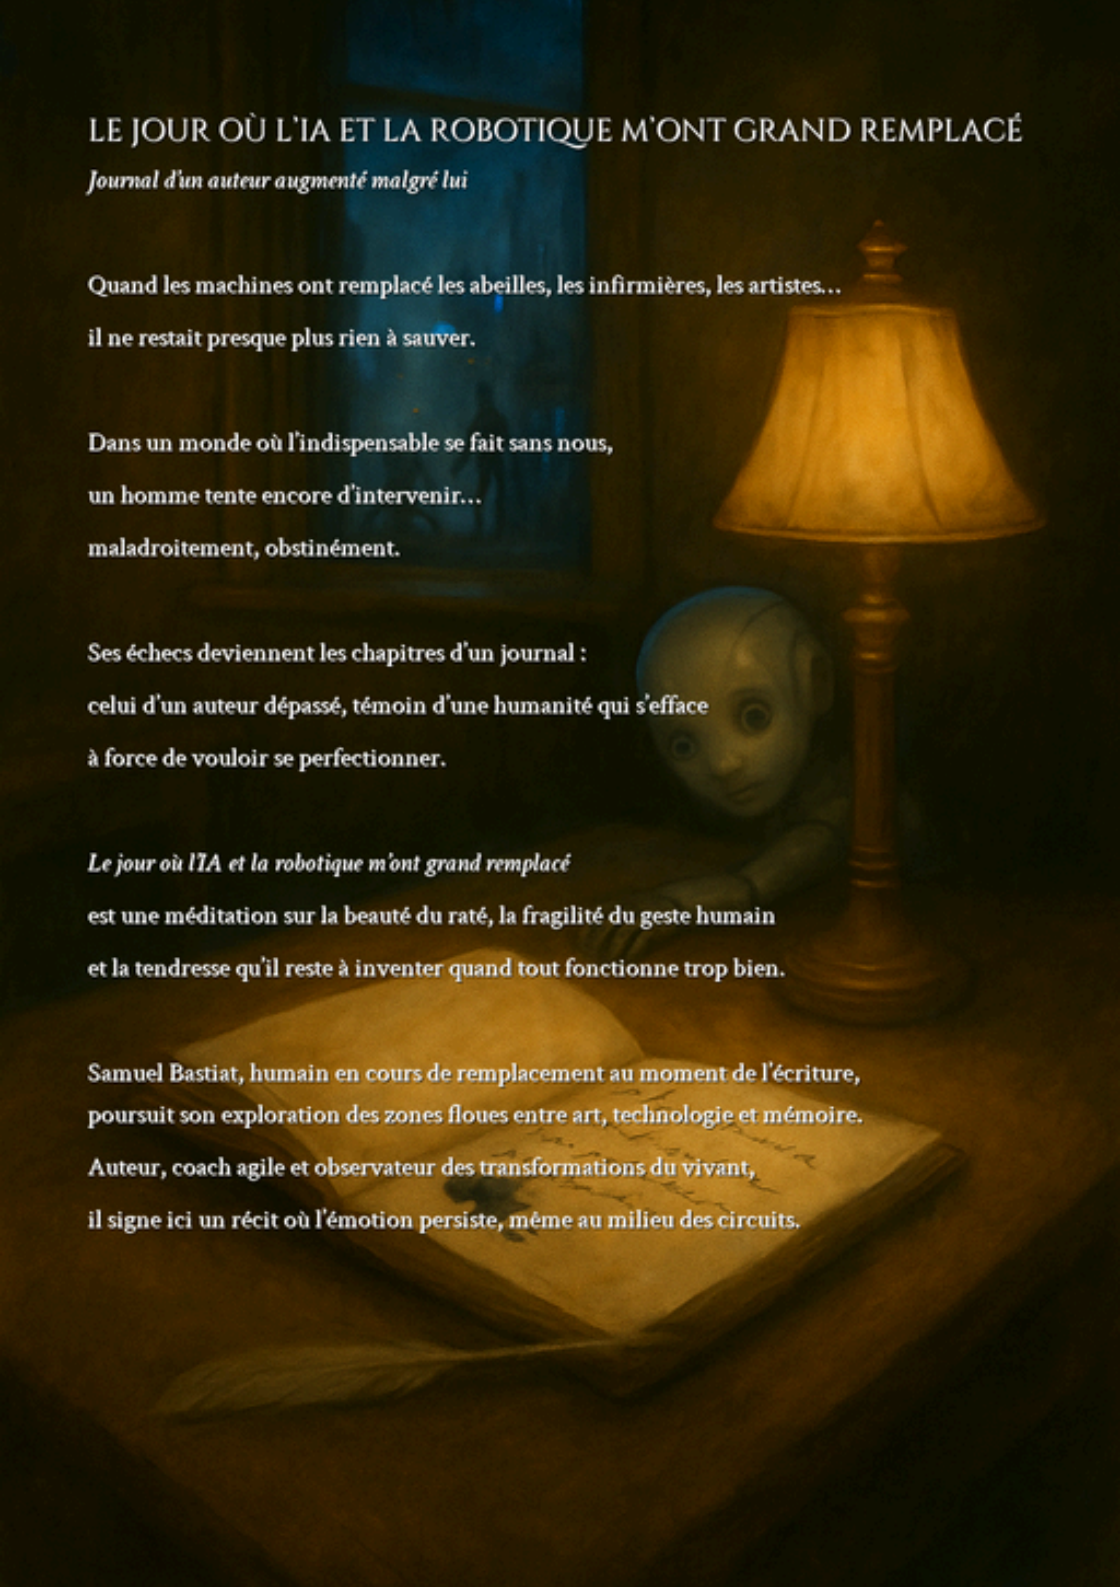 LE JOUR OÙ L'IA ET LA ROBOTIQUE M'ONT GRAND REMPLACÉ
Journal d'un auteur augmenté malgré lui
Quand les machines ont remplacé les abeilles, les infirmières, les artistes…
il ne restait presque plus rien à sauver.
Dans un monde où l'indispensable se fait sans nous,
un homme tente encore d'intervenir…
maladroitement, obstinément.
Ses échecs deviennent les chapitres d'un journal :
celui d'un auteur dépassé, témoin d'une humanité qui s'efface
à force de vouloir se perfectionner.
Le jour où l'IA et la robotique m'ont grand remplacé
est une méditation sur la beauté du raté, la fragilité du geste humain
et la tendresse qu'il reste à inventer quand tout fonctionne trop bien.
Samuel Bastiat, humain en cours de remplacement au moment de l'écriture,
poursuit son exploration des zones floues entre art, technologie et mémoire.
Auteur, coach agile et observateur des transformations du vivant,
il signe ici un récit où l'émotion persiste, même au milieu des circuits.